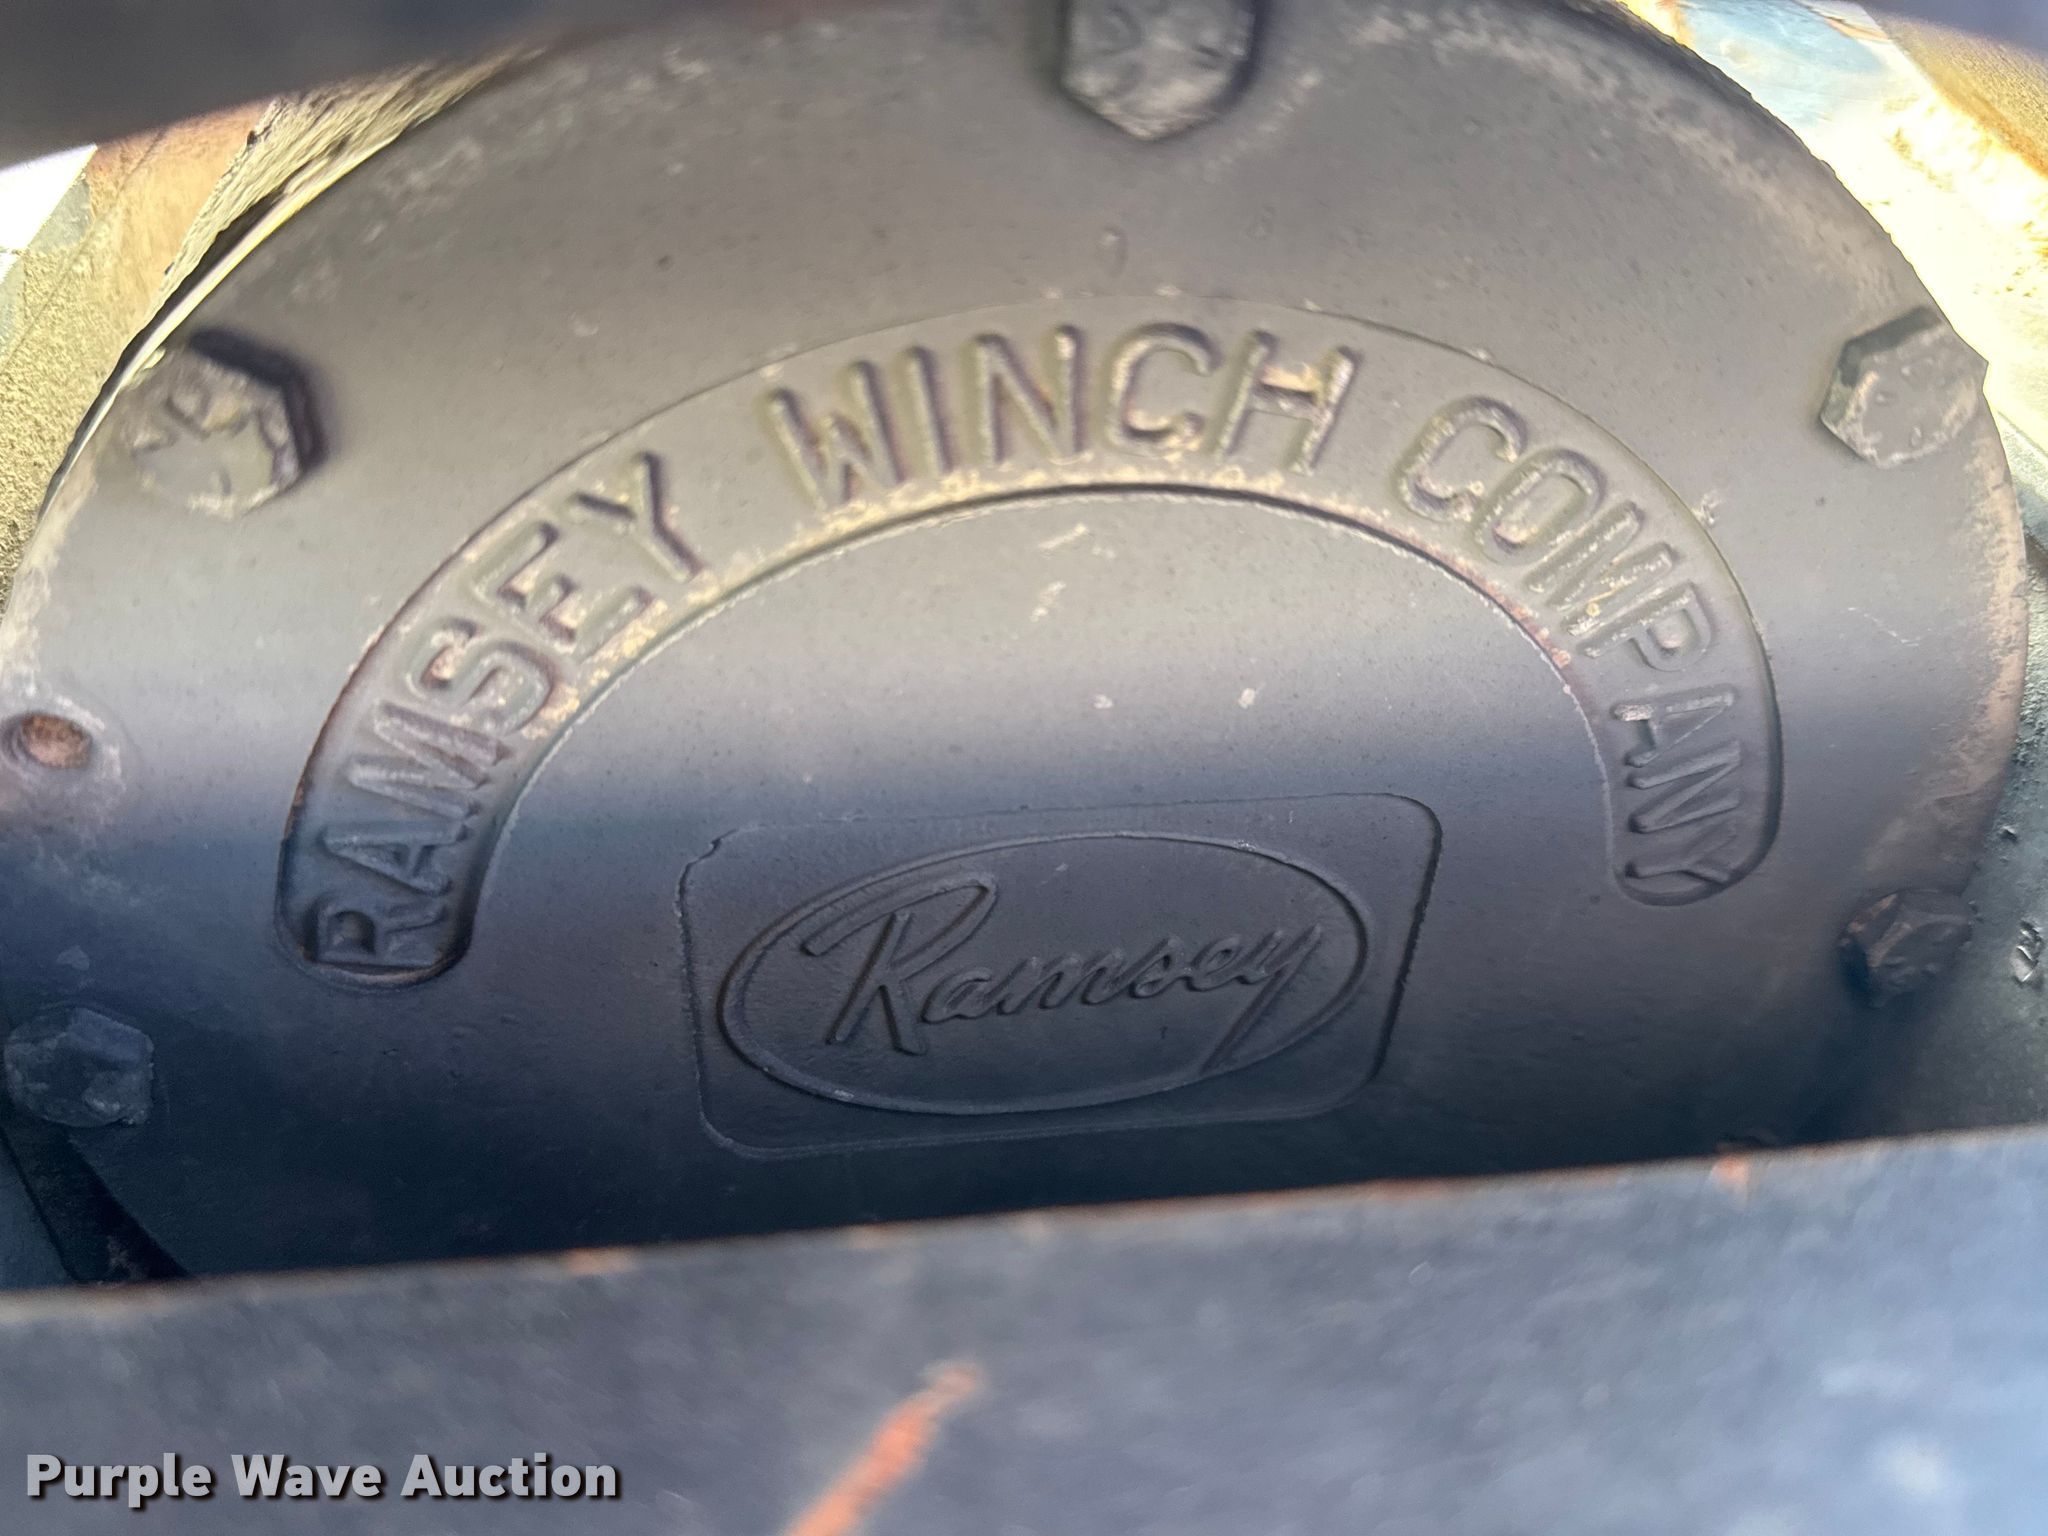 RAMSEY WINCH COMPANY
Ramsey
Purple Wave Auction